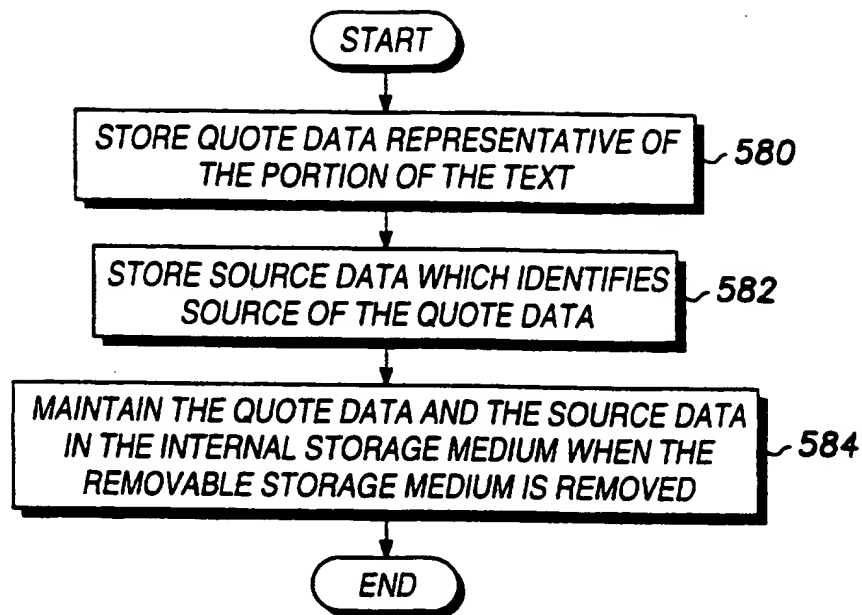 START
STORE QUOTE DATA REPRESENTATIVE OF
THE PORTION OF THE TEXT
580
STORE SOURCE DATA WHICH IDENTIFIES
SOURCE OF THE QUOTE DATA
582
MAINTAIN THE QUOTE DATA AND THE SOURCE DATA
IN THE INTERNAL STORAGE MEDIUM WHEN THE
REMOVABLE STORAGE MEDIUM IS REMOVED
584
END